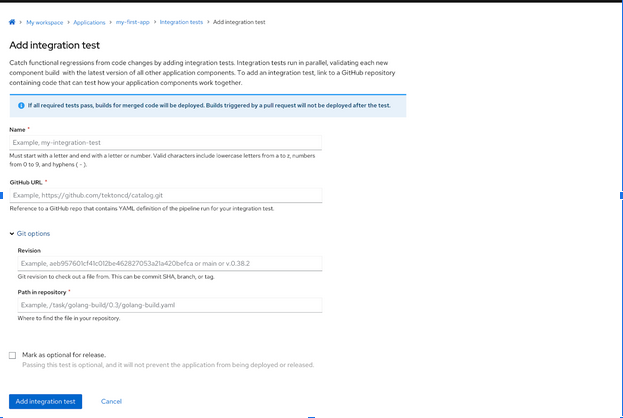 My workspace > Applications > my-first-app > Integration tests > Add integration test
Add integration test
Catch functional regressions from code changes by adding integration tests. Integration tests run in parallel, validating each new
component build with the latest version of all other application components. To add an integration test, link to a GitHub repository
containing code that can test how your application components work together.
If all required tests pass, builds for merged code will be deployed. Builds triggered by a pull request will not be deployed after the test.
Name *
Example, my-integration-test
Must start with a letter and end with a letter or number. Valid characters include lowercase letters from a to z, numbers
from 0 to 9, and hyphens ( - ).
GitHub URL *
Example, https://github.com/tektoncd/catalog.git
Reference to a GitHub repo that contains YAML definition of the pipeline run for your integration test.
Git options
Revision
Example, aeb957601cf41c012be462827053a21a420befca or main or v.0.38.2
Git revision to check out a file from. This can be commit SHA, branch, or tag.
Path in repository *
Example, /task/golang-build/0.3/golang-build.yaml
Where to find the file in your repository.
Mark as optional for release.
Passing this test is optional, and it will not prevent the application from being deployed or released.
Add integration test Cancel